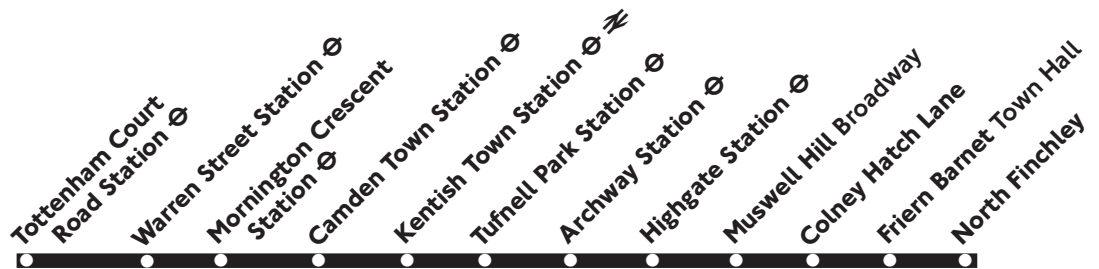 Tottenham Court
Road Station
Warren Street Station
Mornington Crescent
Station
Camden Town Station
Kentish Town Station
Tufnell Park Station
Archway Station
Highgate Station
Muswell Hill Broadway
Colney Hatch Lane
Friern Barnet Town Hall
North Finchley